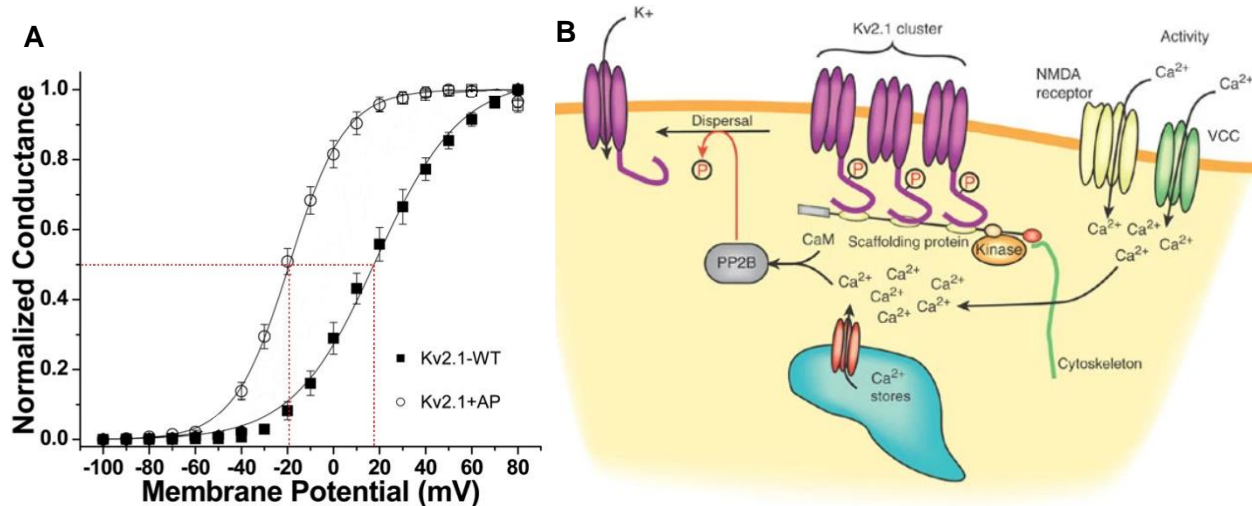 A
Normalized Conductance
1.0
0.8
0.6
0.4
0.2
0.0
Kv2.1-WT
Kv2.1+AP
-100 -80 -60 -40 -20 0 20 40 60 80
Membrane Potential (mV)
B
K+
Kv2.1 cluster
Activity
NMDA
receptor
Ca2+
Ca2+
VCC
Dispersal
P
P
P
P
CaM
Scaffolding protein
Kinase
PP2B
Ca2+ Ca2+
Ca2+ Ca2+
Ca2+ Ca2+
Ca2+ Ca2+
Ca2+ Ca2+
Ca2+
stores
Cytoskeleton